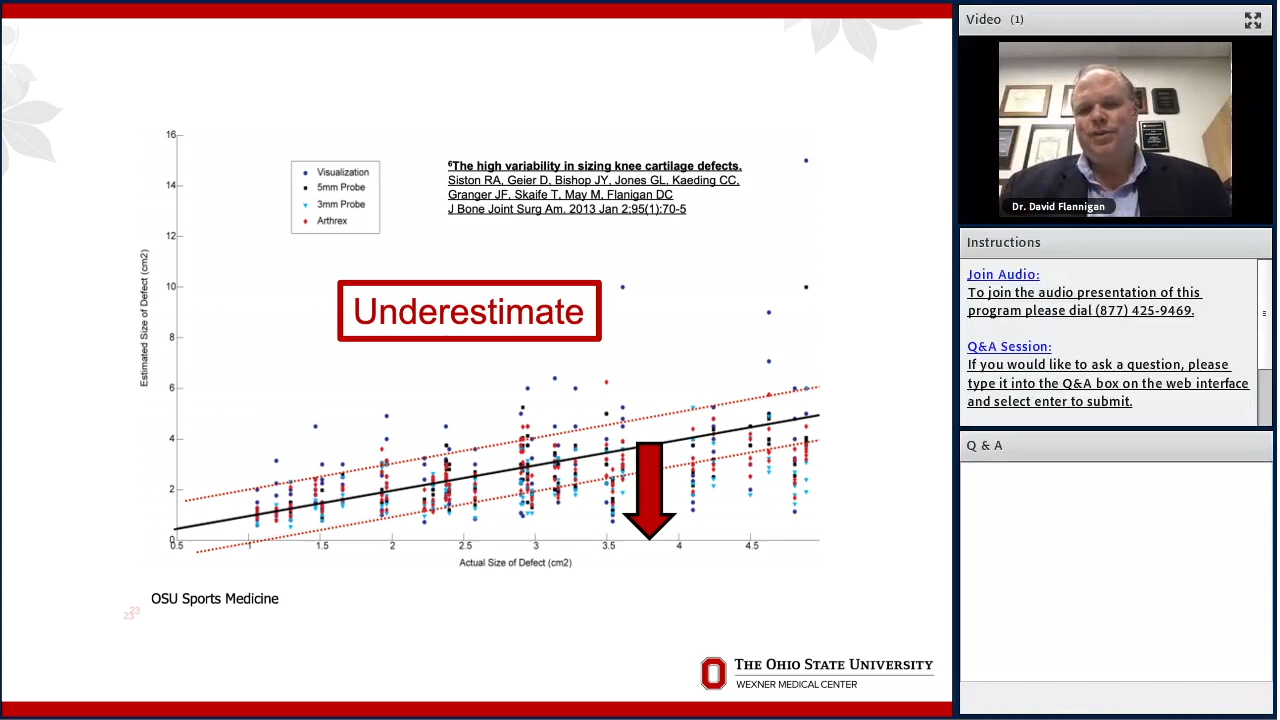 16
14
12
10
8
6
4
2
0
0.5
1
1.5
2
2.5
3
3.5
4
4.5
Estimated Size of Defect (cm2)
Actual Size of Defect (cm2)
Visualization
5mm Probe
3mm Probe
Arthrex
6The high variability in sizing knee cartilage defects.
Siston RA, Geier D, Bishop JY, Jones GL, Kaeding CC,
Granger JF, Skaife T, May M, Flanigan DC
J Bone Joint Surg Am. 2013 Jan 2;95(1):70-5
Underestimate
OSU Sports Medicine
23
23
THE OHIO STATE UNIVERSITY
WEXNER MEDICAL CENTER
Video (1)
Dr. David Flannigan
Instructions
Join Audio:
To join the audio presentation of this
program please dial (877) 425-9469.
Q&A Session:
If you would like to ask a question, please
type it into the Q&A box on the web interface
and select enter to submit.
Q & A